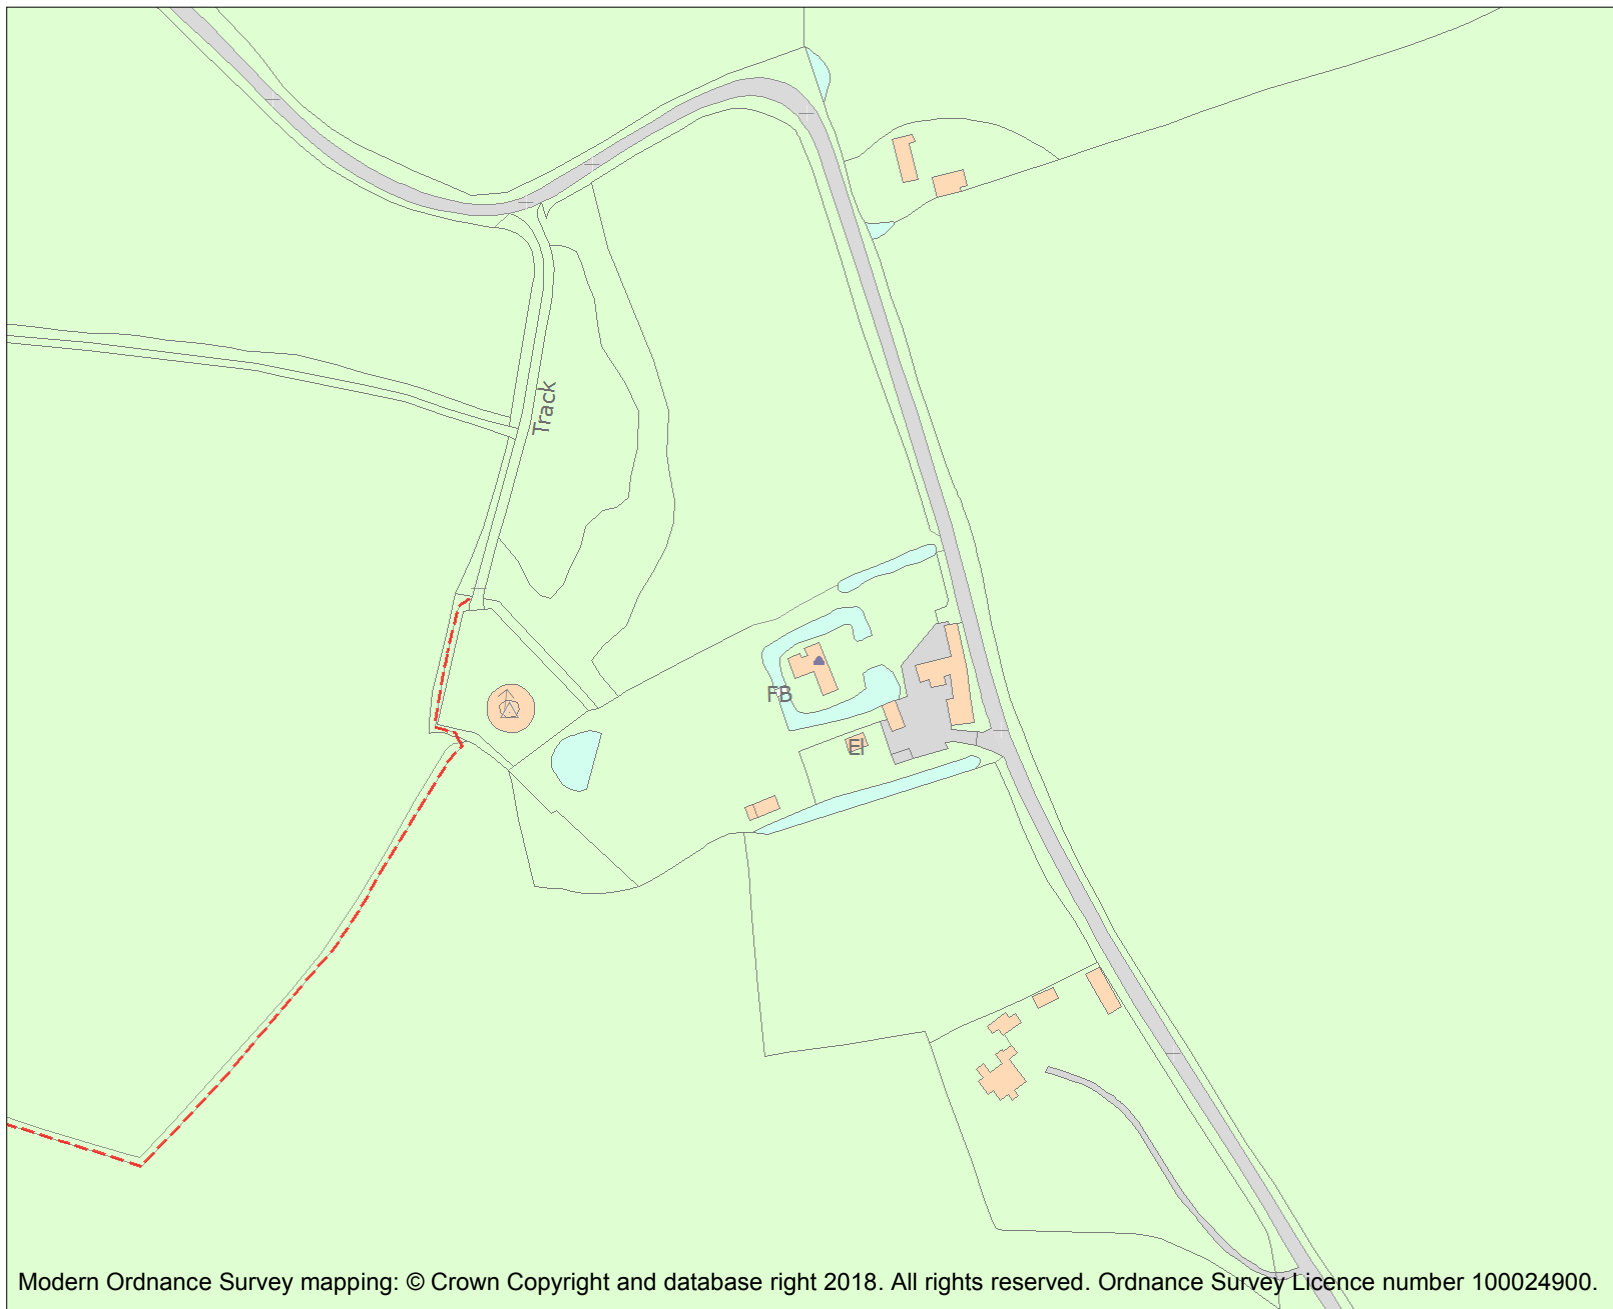 Track
FB
El
Modern Ordnance Survey mapping: © Crown Copyright and database right 2018. All rights reserved. Ordnance Survey Licence number 100024900.